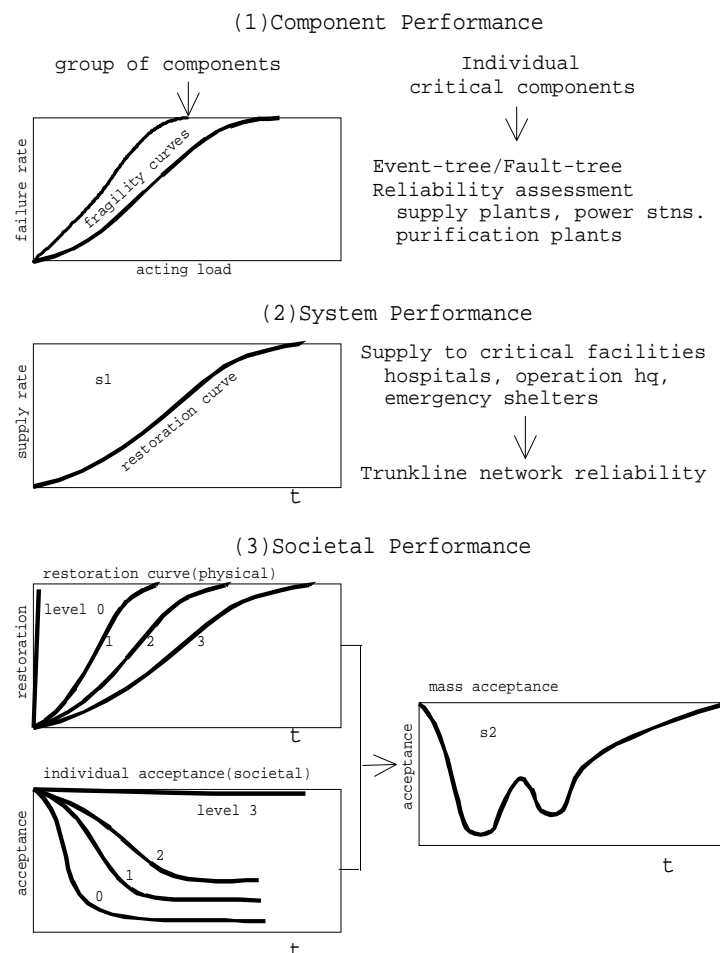 (1)Component Performance
group of components
Individual
critical components
failure rate
fragility curves
acting load
Event-tree/Fault-tree
Reliability assessment
supply plants, power stns.
purification plants
(2)System Performance
supply rate
s1
restoration curve
t
Supply to critical facilities
hospitals, operation hq,
emergency shelters
Trunkline network reliability
(3)Societal Performance
restoration curve(physical)
restoration
level 0
1
2
3
t
individual acceptance(societal)
acceptance
level 3
2
1
0
t
mass acceptance
acceptance
s2
t